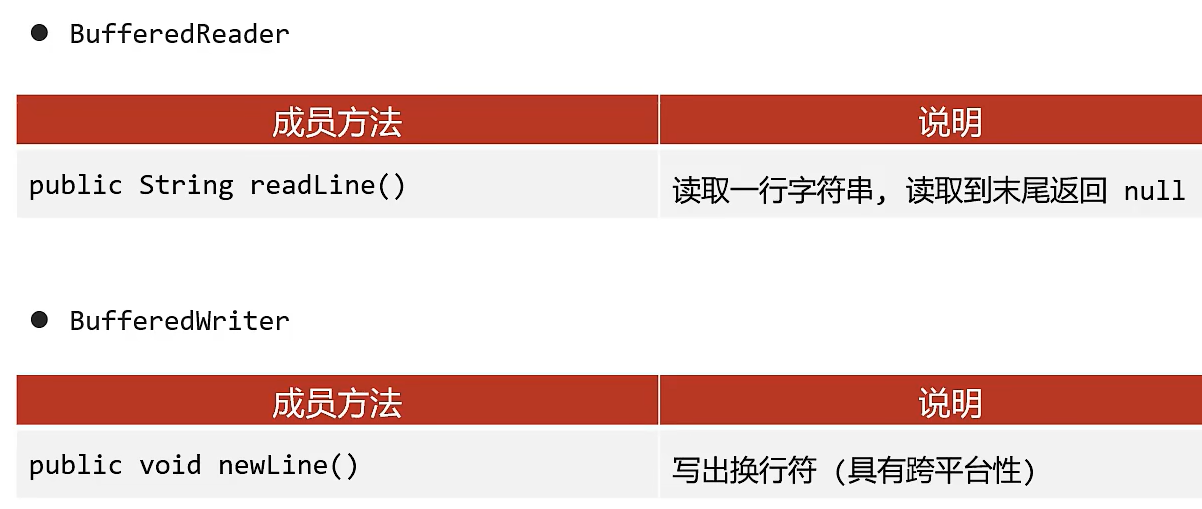 ● BufferedReader
成员方法 说明
public String readLine() 读取一行字符串, 读取到末尾返回 null
● BufferedWriter
成员方法 说明
public void newLine() 写出换行符 (具有跨平台性)